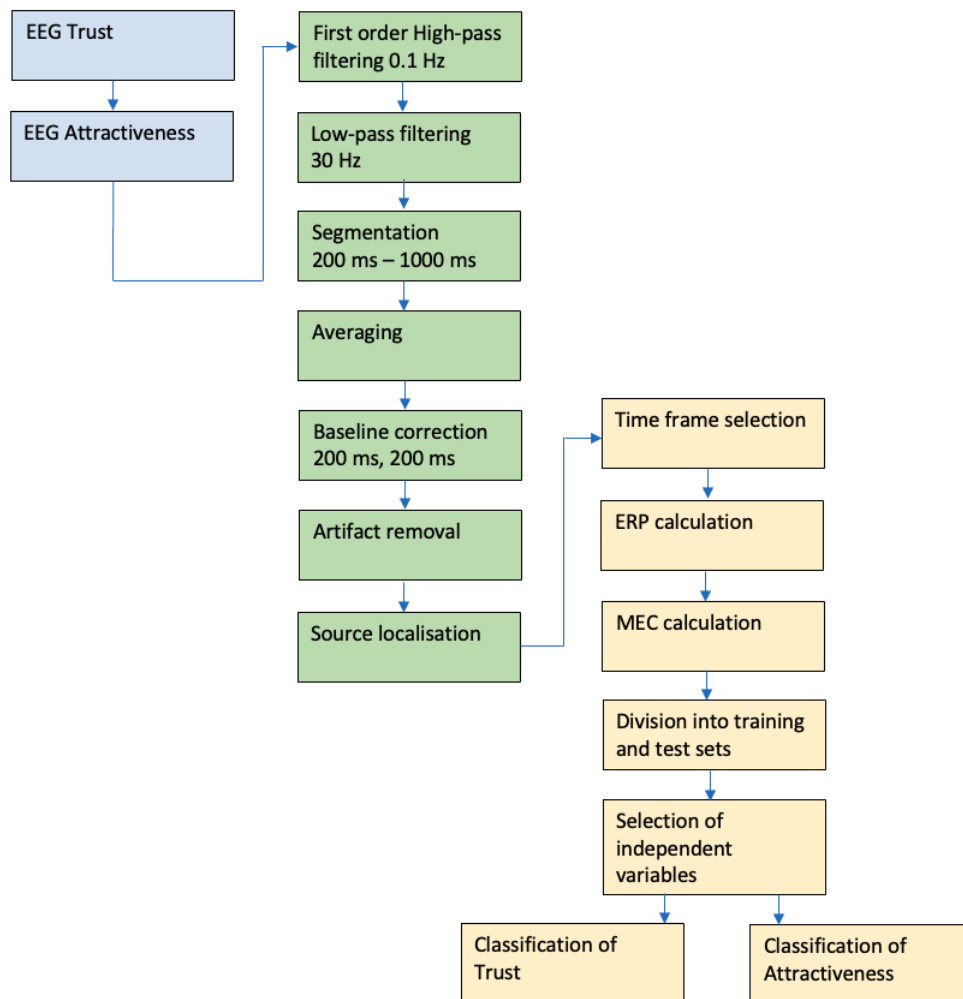 EEG Trust
EEG Attractiveness
First order High-pass
filtering 0.1 Hz
Low-pass filtering
30 Hz
Segmentation
200 ms – 1000 ms
Averaging
Baseline correction
200 ms, 200 ms
Artifact removal
Source localisation
Time frame selection
ERP calculation
MEC calculation
Division into training
and test sets
Selection of
independent
variables
Classification of
Trust
Classification of
Attractiveness